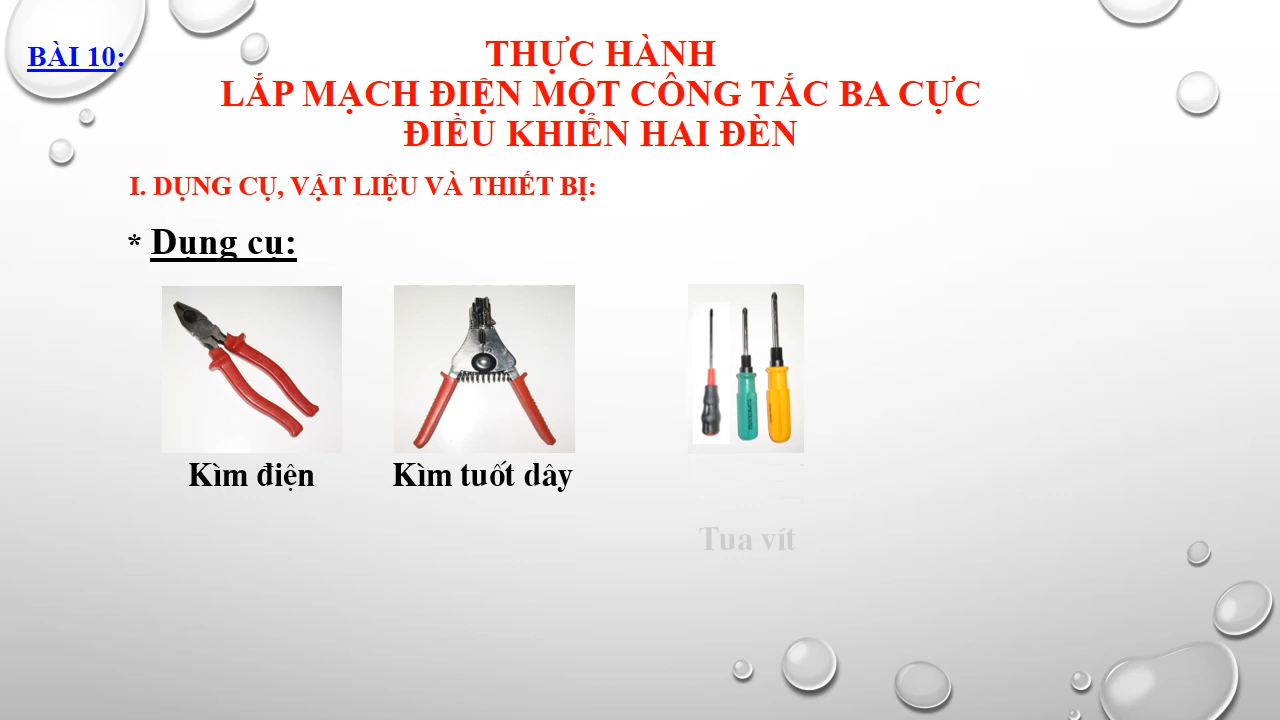 BÀI 10:
THỰC HÀNH
LẮP MẠCH ĐIỆN MỘT CÔNG TẮC BA CỰC
ĐIỀU KHIỂN HAI ĐÈN
I. DỤNG CỤ, VẬT LIỆU VÀ THIẾT BỊ:
* Dụng cụ:
Kìm điện
Kìm tuốt dây
Tua vít